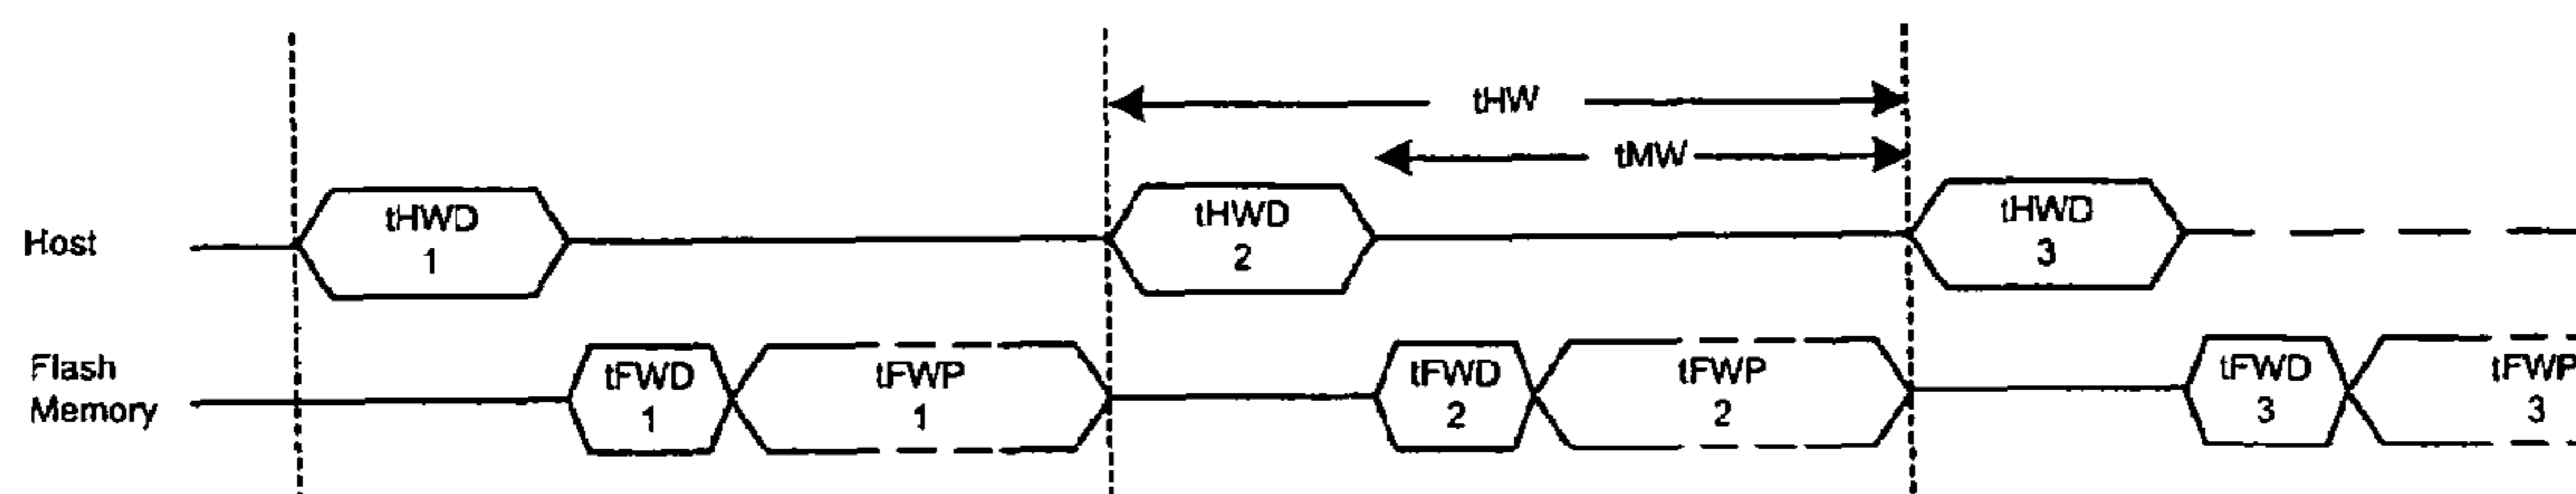 tHW
tMW
Host
tHWD
1
tHWD
2
tHWD
3
Flash
Memory
tFWD
1
tFWP
1
tFWD
2
tFWP
2
tFWD
3
tFWP
3